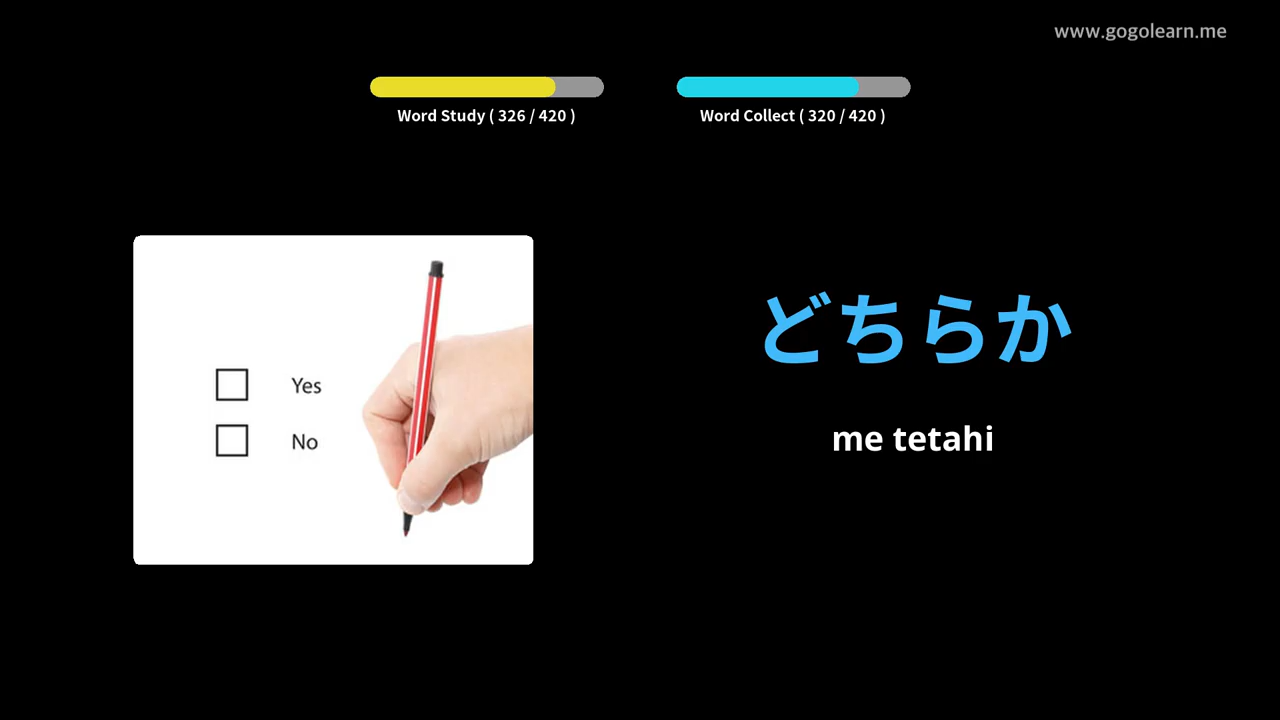 www.gogolearn.me
Word Study ( 326 / 420 )
Word Collect ( 320 / 420 )
Yes
No
どちらか
me tetahi